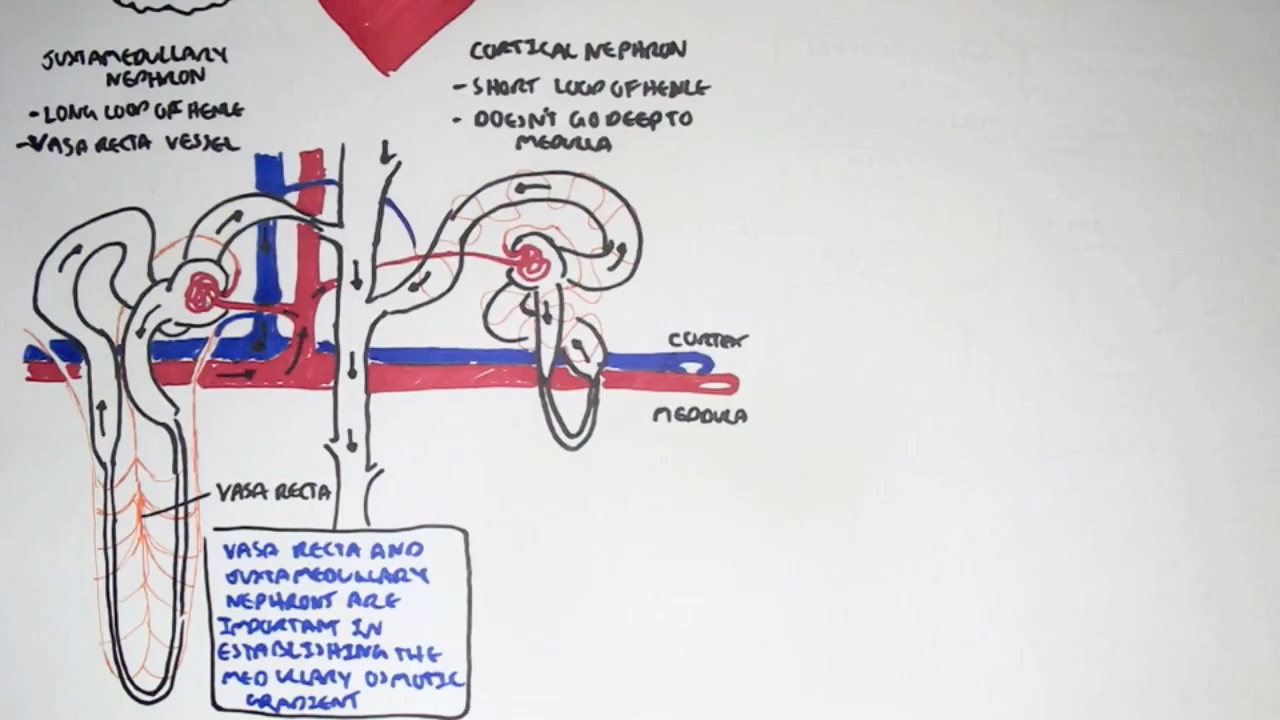 JUXTAMEDULLARY
NEPHRON
- LONG LOOP OF HENLE
- VASA RECTA VESSEL
CORTICAL NEPHRON
- SHORT LOOP OF HENLE
- DOESN'T GO DEEP TO
MEDULLA
CORTEX
MEDDULA
VASA RECTA
VASA RECTA AND
JUXTAMEDULLARY
NEPHRONS ARE
IMPORTANT IN
ESTABLISHING THE
MEDULLARY OSMOTIC
GRADIENT